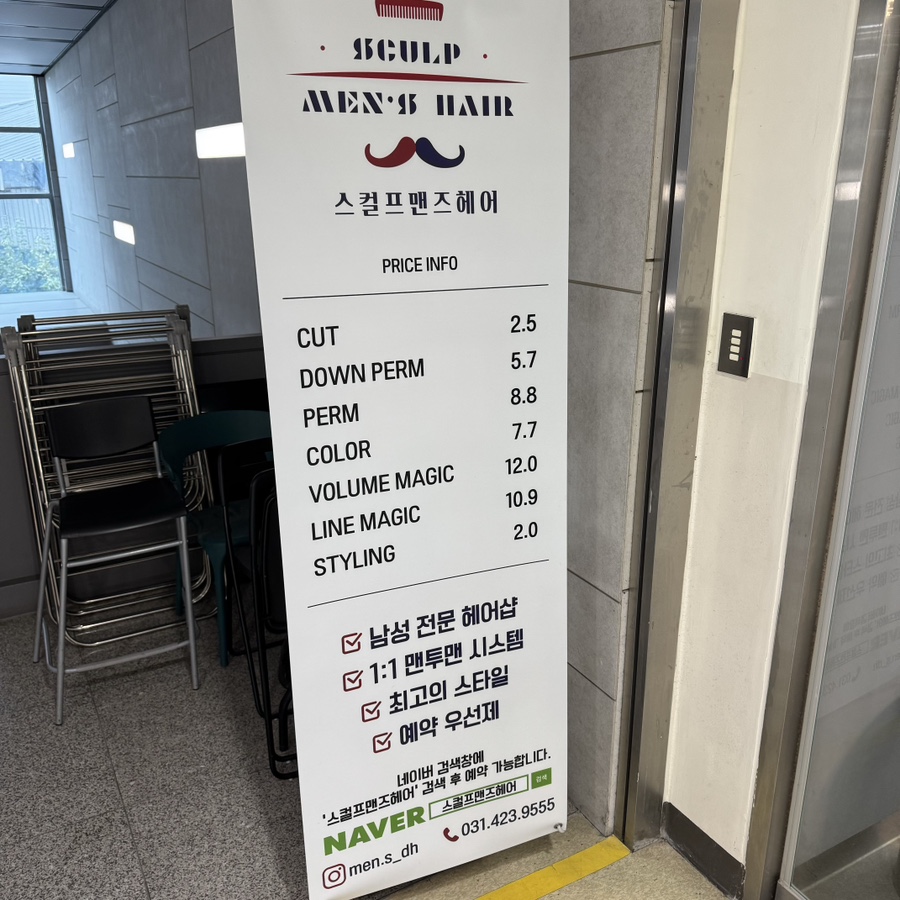 SCULP
MEN'S HAIR
스컬프맨즈헤어
PRICE INFO
CUT 2.5
DOWN PERM 5.7
PERM 8.8
COLOR 7.7
VOLUME MAGIC 12.0
LINE MAGIC 10.9
STYLING 2.0
남성 전문 헤어샵
1:1 맨투맨 시스템
최고의 스타일
예약 우선제
네이버 검색창에
'스컬프맨즈헤어' 검색 후 예약 가능합니다.
NAVER 스컬프맨즈헤어 검색
men.s_dh 031.423.9555